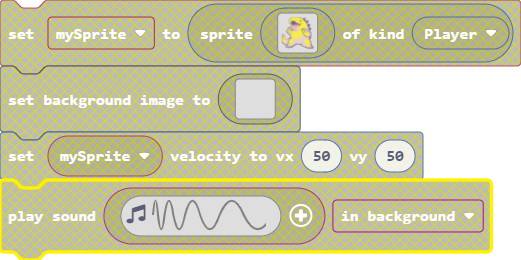 set mySprite to sprite of kind Player
set background image to
set mySprite velocity to vx 50 vy 50
play sound in background